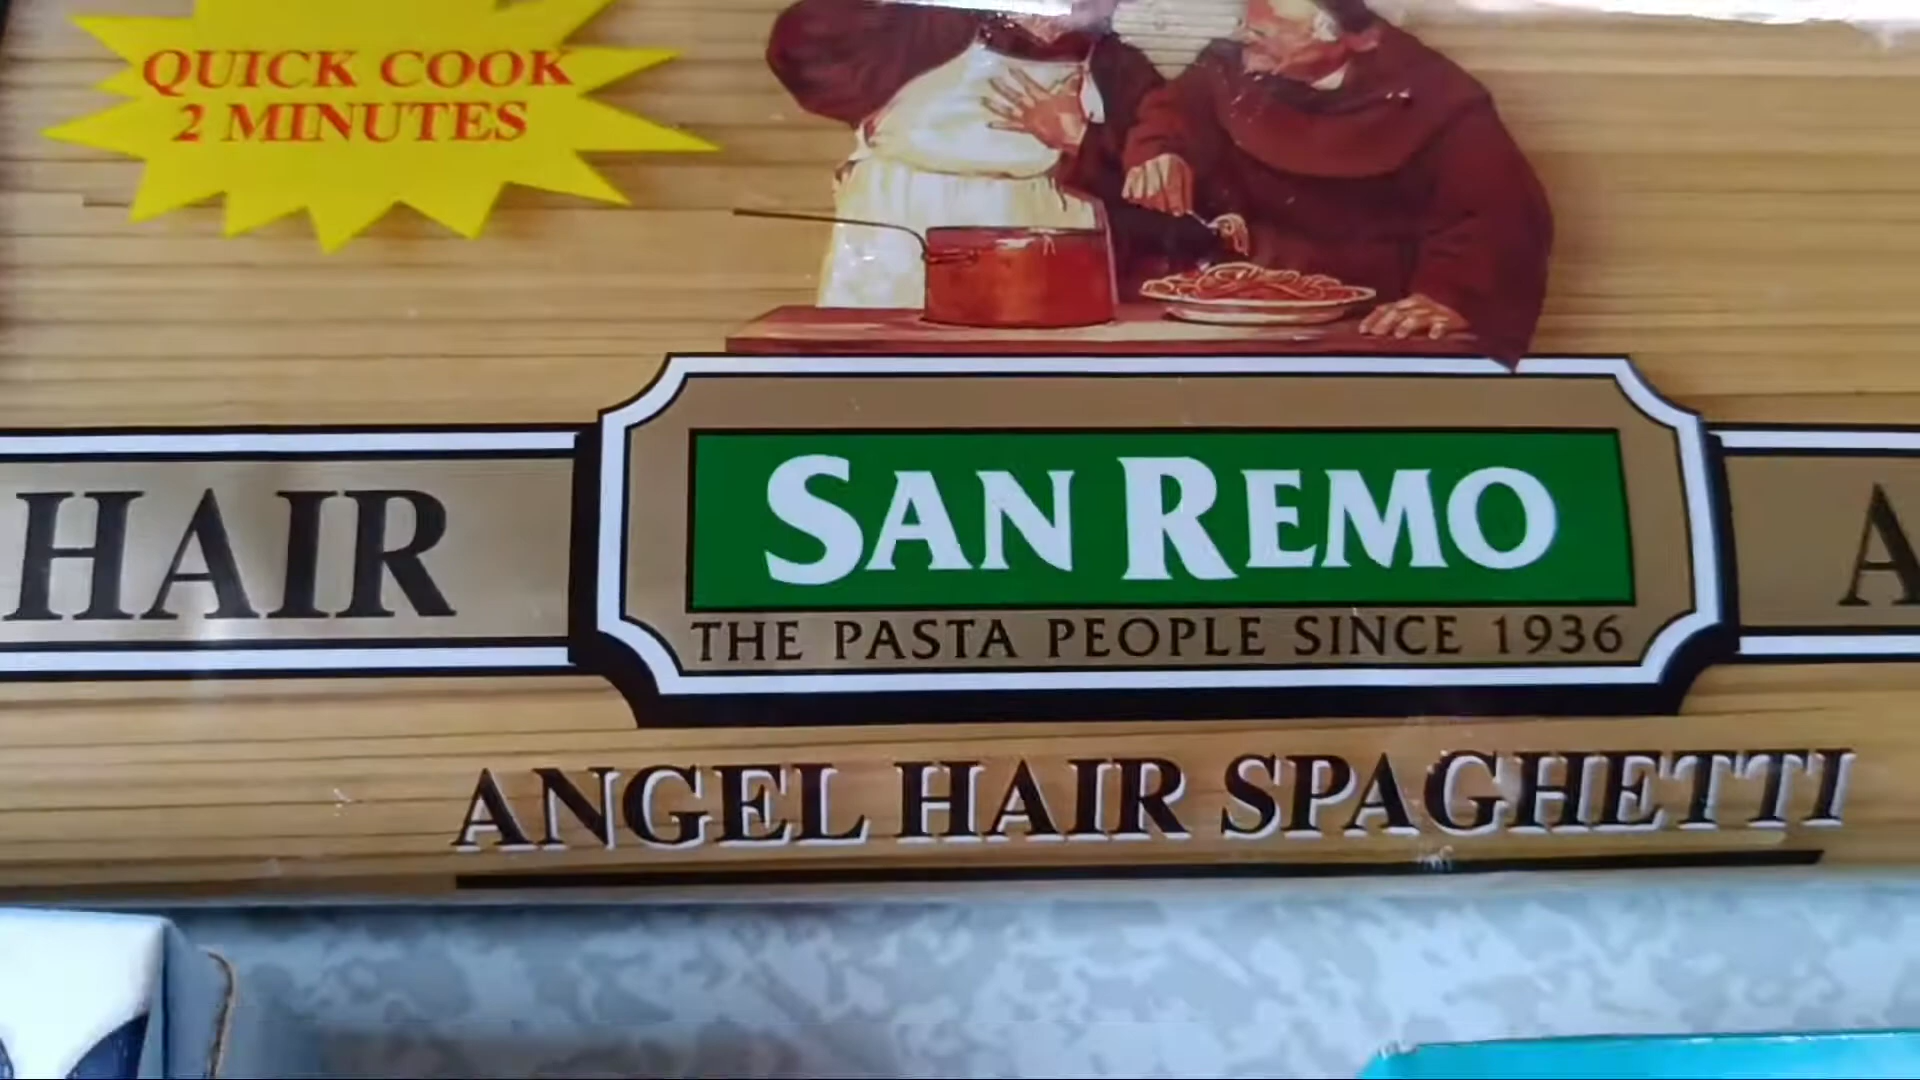 QUICK COOK
2 MINUTES
HAIR
SAN REMO
THE PASTA PEOPLE SINCE 1936
A
ANGEL HAIR SPAGHETTI